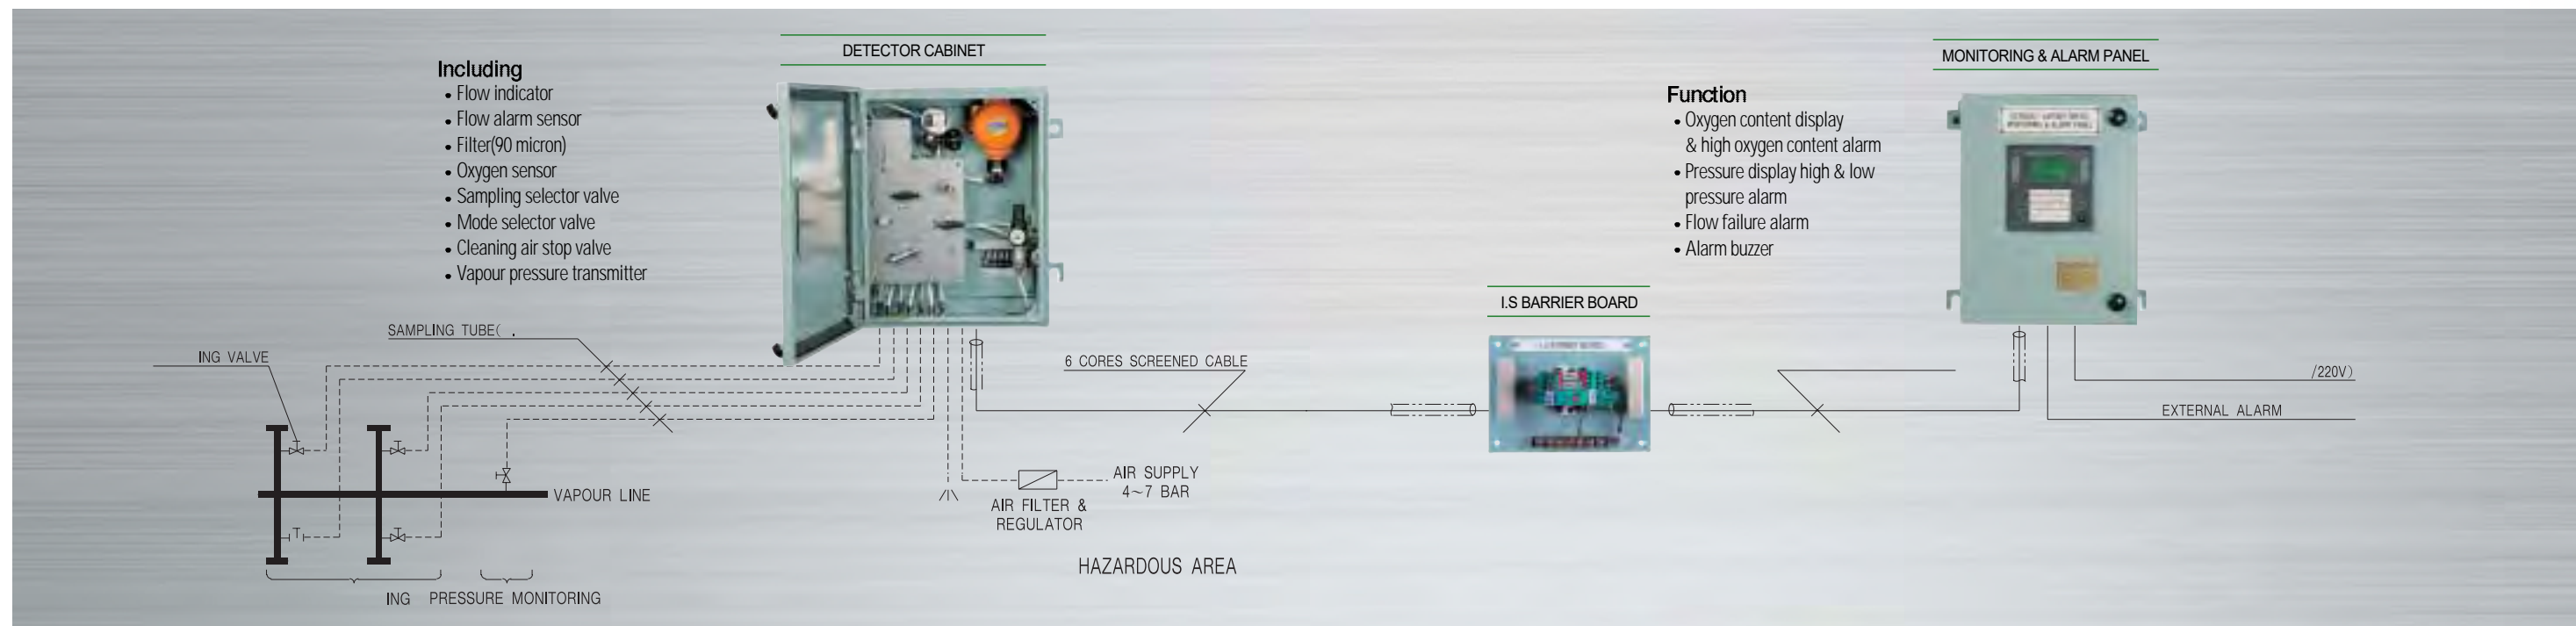 DETECTOR CABINET
Including
• Flow indicator
• Flow alarm sensor
• Filter(90 micron)
• Oxygen sensor
• Sampling selector valve
• Mode selector valve
• Cleaning air stop valve
• Vapour pressure transmitter
MONITORING & ALARM PANEL
Function
• Oxygen content display
& high oxygen content alarm
• Pressure display high & low
pressure alarm
• Flow failure alarm
• Alarm buzzer
I.S BARRIER BOARD
SAMPLING TUBE( .
ING VALVE
6 CORES SCREENED CABLE
/220V)
EXTERNAL ALARM
VAPOUR LINE
AIR SUPPLY
4~7 BAR
AIR FILTER &
REGULATOR
HAZARDOUS AREA
ING PRESSURE MONITORING